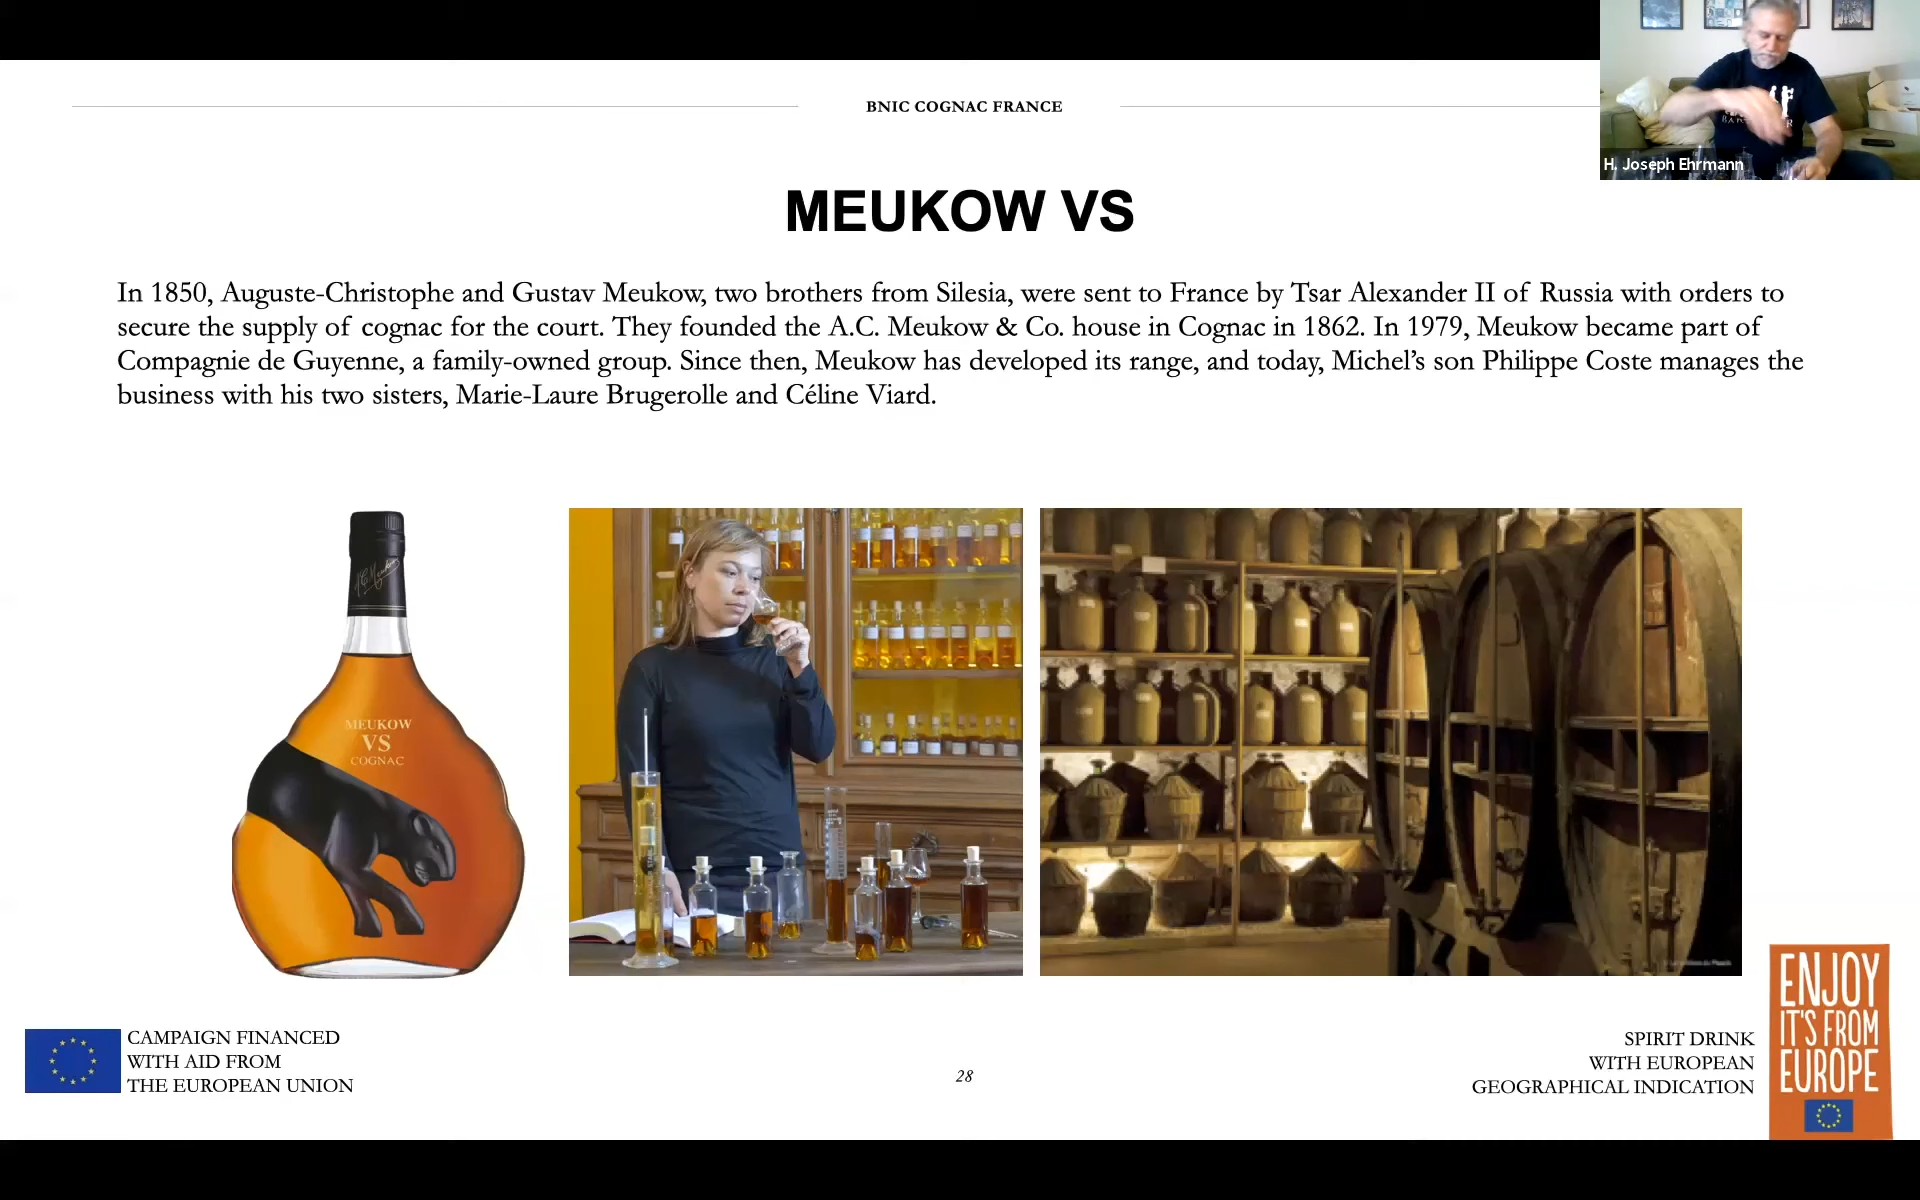 BNIC COGNAC FRANCE
H. Joseph Ehrmann
MEUKOW VS
In 1850, Auguste-Christophe and Gustav Meukow, two brothers from Silesia, were sent to France by Tsar Alexander II of Russia with orders to
secure the supply of cognac for the court. They founded the A.C. Meukow & Co. house in Cognac in 1862. In 1979, Meukow became part of
Compagnie de Guyenne, a family-owned group. Since then, Meukow has developed its range, and today, Michel’s son Philippe Coste manages the
business with his two sisters, Marie-Laure Brugerolle and Céline Viard.
MEUKOW
VS
COGNAC
CAMPAIGN FINANCED
WITH AID FROM
THE EUROPEAN UNION
28
SPIRIT DRINK
WITH EUROPEAN
GEOGRAPHICAL INDICATION
ENJOY
IT'S FROM
EUROPE